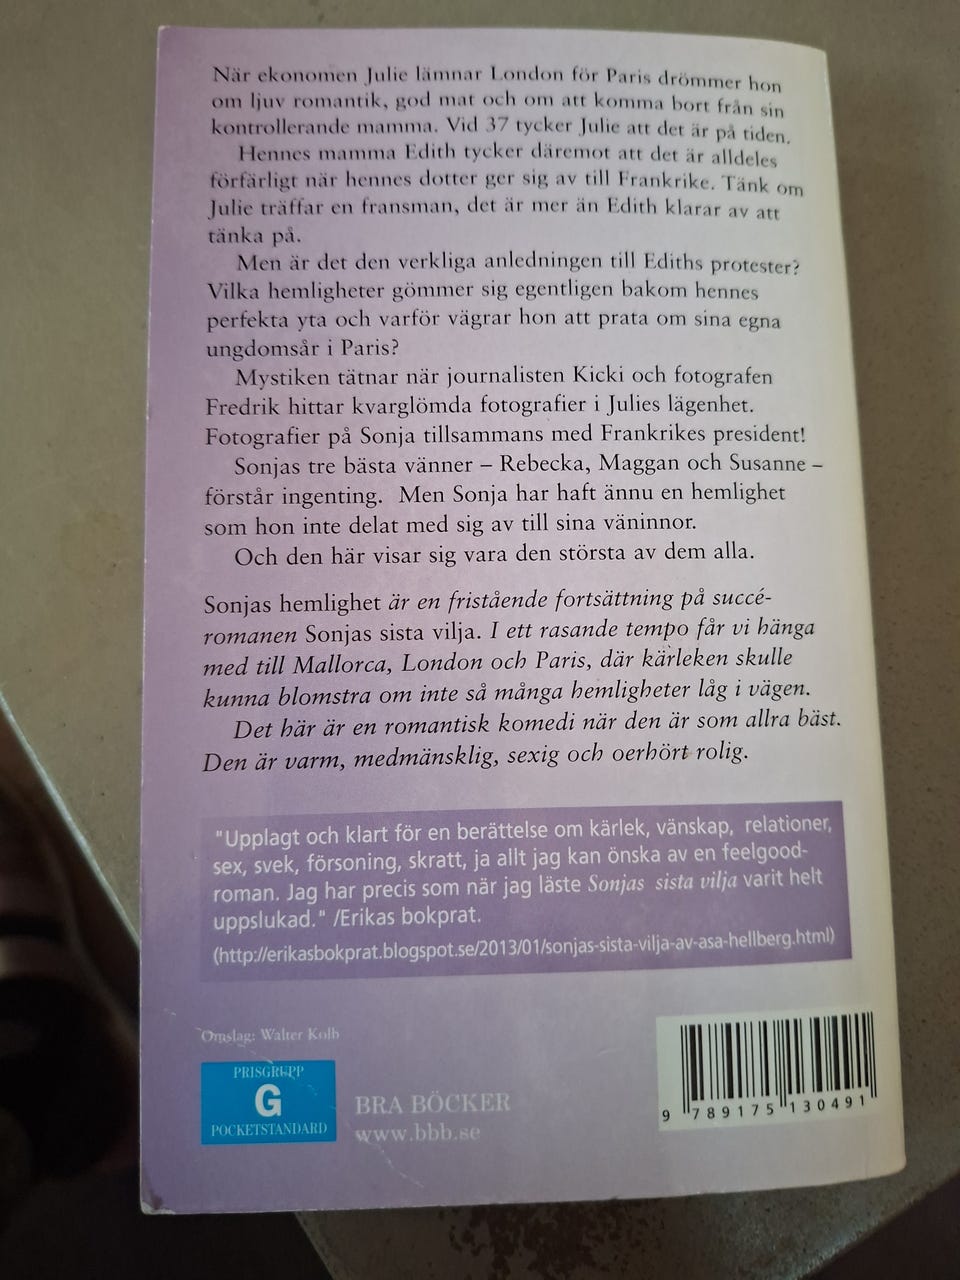 När ekonomen Julie lämnar London för Paris drömmer hon
om ljuv romantik, god mat och om att komma bort från sin
kontrollerande mamma. Vid 37 tycker Julie att det är på tiden.
Hennes mamma Edith tycker däremot att det är alldeles
förfärligt när hennes dotter ger sig av till Frankrike. Tänk om
Julie träffar en fransman, det är mer än Edith klarar av att
tänka på.
Men är det den verkliga anledningen till Ediths protester?
Vilka hemligheter gömmer sig egentligen bakom hennes
perfekta yta och varför vägrar hon att prata om sina egna
ungdomsår i Paris?
Mystiken tätnar när journalisten Kicki och fotografen
Fredrik hittar kvarglömda fotografier i Julies lägenhet.
Fotografier på Sonja tillsammans med Frankrikes president!
Sonjas tre bästa vänner – Rebecka, Maggan och Susanne –
förstår ingenting. Men Sonja har haft ännu en hemlighet
som hon inte delat med sig av till sina väninnor.
Och den här visar sig vara den största av dem alla.
Sonjas hemlighet är en fristående fortsättning på succé-
romanen Sonjas sista vilja. I ett rasande tempo får vi hänga
med till Mallorca, London och Paris, där kärleken skulle
kunna blomstra om inte så många hemligheter låg i vägen.
Det här är en romantisk komedi när den är som allra bäst.
Den är varm, medmänsklig, sexig och oerhört rolig.
"Upplagt och klart för en berättelse om kärlek, vänskap, relationer,
sex, svek, försoning, skratt, ja allt jag kan önska av en feelgood-
roman. Jag har precis som när jag läste Sonjas sista vilja varit helt
uppslukad." /Erikas bokprat.
(http://erikasbokprat.blogspot.se/2013/01/sonjas-sista-vilja-av-asa-hellberg.html)
Omslag: Walter Kolb
PRISGRUPP
G
POCKETSTANDARD
BRA BÖCKER
www.bbb.se
9 789175 130491